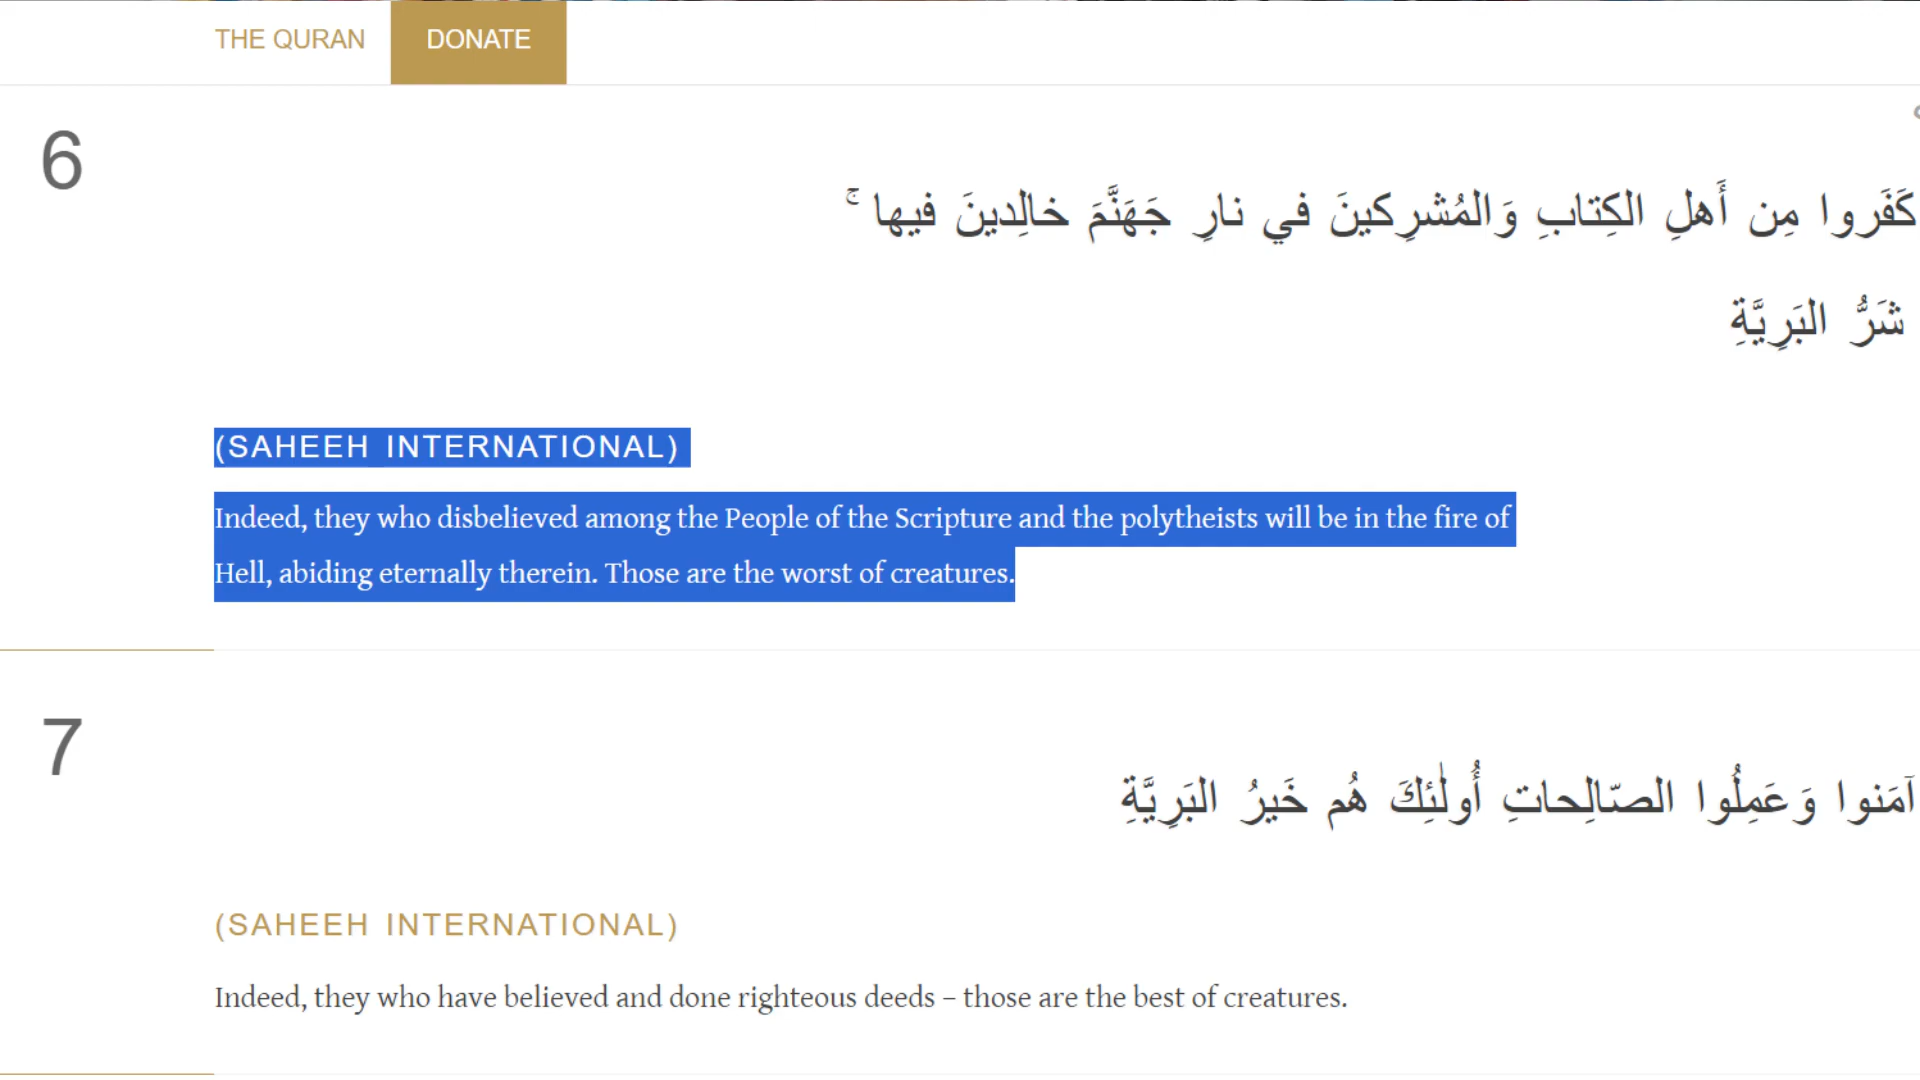 THE QURAN
DONATE
6
كَفَروا مِن أَهلِ الكِتابِ وَالمُشرِكينَ في نارِ جَهَنَّمَ خالِدينَ فيها ۚ
شَرُّ البَرِيَّةِ
(SAHEEH INTERNATIONAL)
Indeed, they who disbelieved among the People of the Scripture and the polytheists will be in the fire of
Hell, abiding eternally therein. Those are the worst of creatures.
7
آمَنوا وَعَمِلُوا الصّالِحاتِ أُولٰئِكَ هُم خَيرُ البَرِيَّةِ
(SAHEEH INTERNATIONAL)
Indeed, they who have believed and done righteous deeds – those are the best of creatures.